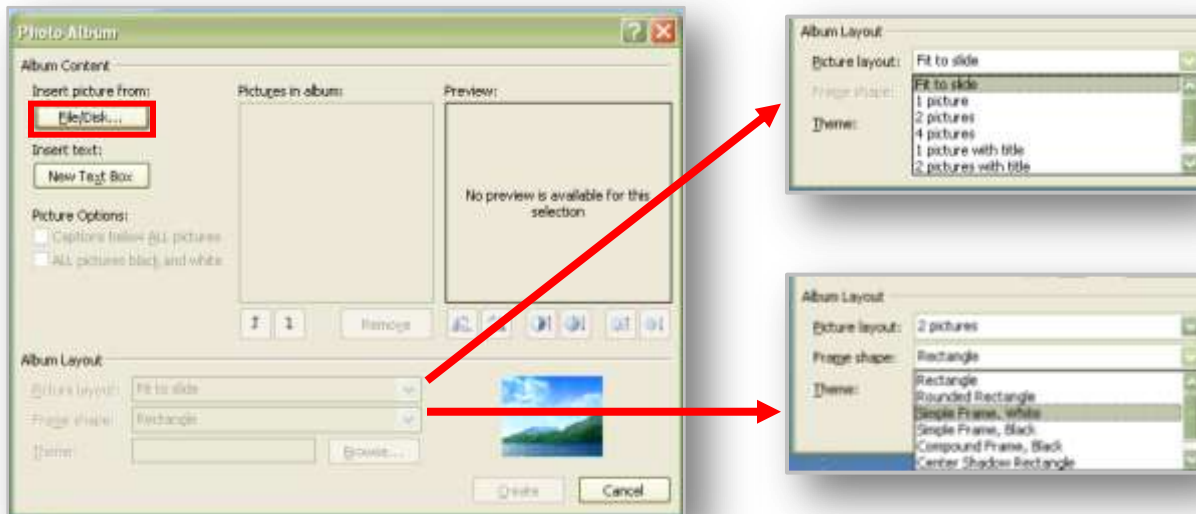 Photo Album
Album Content
Insert picture from:
File/Disk...
Insert text:
New Text Box
Picture Options:
Captions below ALL pictures
ALL pictures black and white
Pictures in album:
Remove
Preview:
No preview is available for this
selection
Album Layout
Picture layout: Fit to slide
Frame shape: Rectangle
Theme: Browse...
Create Cancel
Album Layout
Picture layout: Fit to slide
Frame shape: Fit to slide
1 picture
Theme: 2 pictures
4 pictures
1 picture with title
2 pictures with title
Album Layout
Picture layout: 2 pictures
Frame shape: Rectangle
Theme: Rectangle
Rounded Rectangle
Simple Frame, White
Simple Frame, Black
Compound Frame, Black
Center Shadow Rectangle